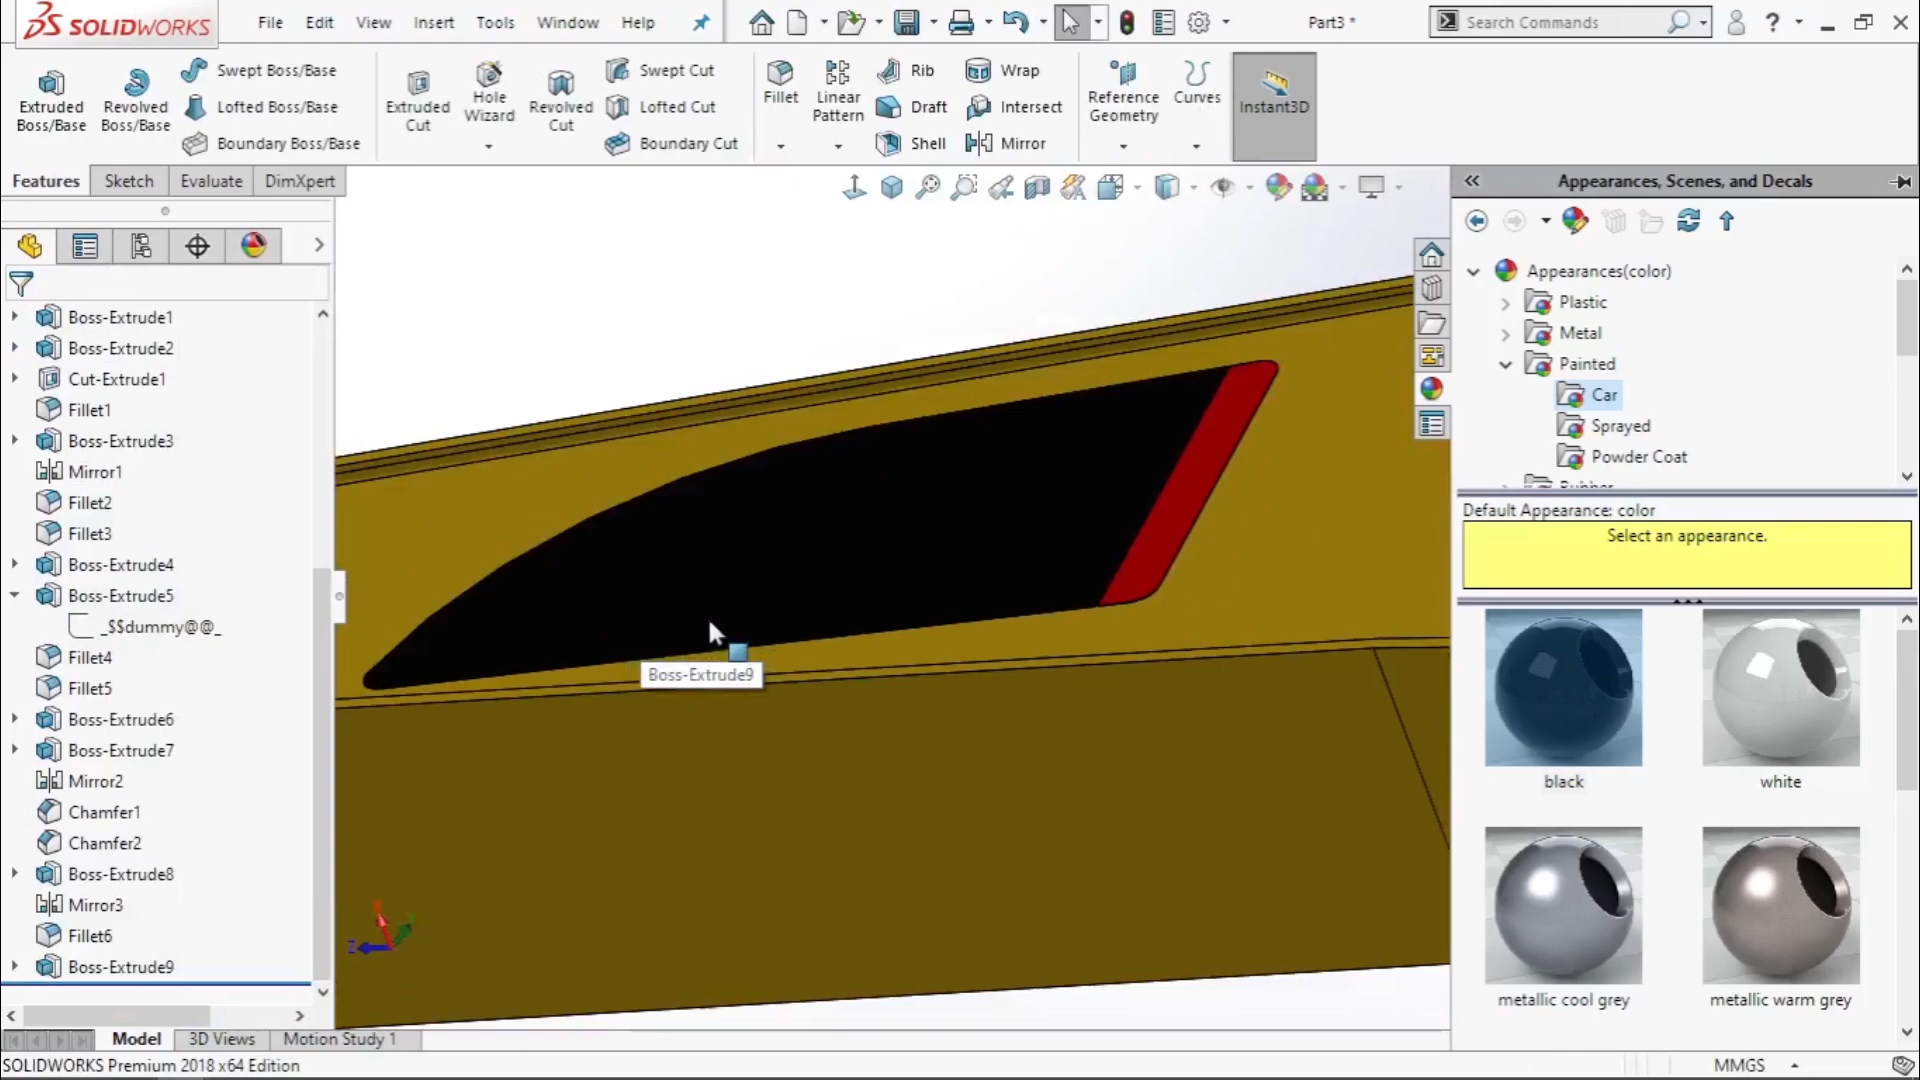 SOLIDWORKS File Edit View Insert Tools Window Help Part3 * Search Commands ?
Extruded Boss/Base
Revolved Boss/Base
Swept Boss/Base
Lofted Boss/Base
Boundary Boss/Base
Extruded Cut
Hole Wizard
Revolved Cut
Swept Cut
Lofted Cut
Boundary Cut
Fillet
Linear Pattern
Rib
Draft
Shell
Wrap
Intersect
Mirror
Reference Geometry
Curves
Instant3D
Features Sketch Evaluate DimXpert
Boss-Extrude1
Boss-Extrude2
Cut-Extrude1
Fillet1
Boss-Extrude3
Mirror1
Fillet2
Fillet3
Boss-Extrude4
Boss-Extrude5
_$$dummy@@_
Fillet4
Fillet5
Boss-Extrude6
Boss-Extrude7
Mirror2
Chamfer1
Chamfer2
Boss-Extrude8
Mirror3
Fillet6
Boss-Extrude9
Boss-Extrude9
Z
Appearances, Scenes, and Decals
Appearances(color)
Plastic
Metal
Painted
Car
Sprayed
Powder Coat
Rubber
Default Appearance: color
Select an appearance.
black
white
metallic cool grey
metallic warm grey
Model 3D Views Motion Study 1
SOLIDWORKS Premium 2018 x64 Edition
MMGS